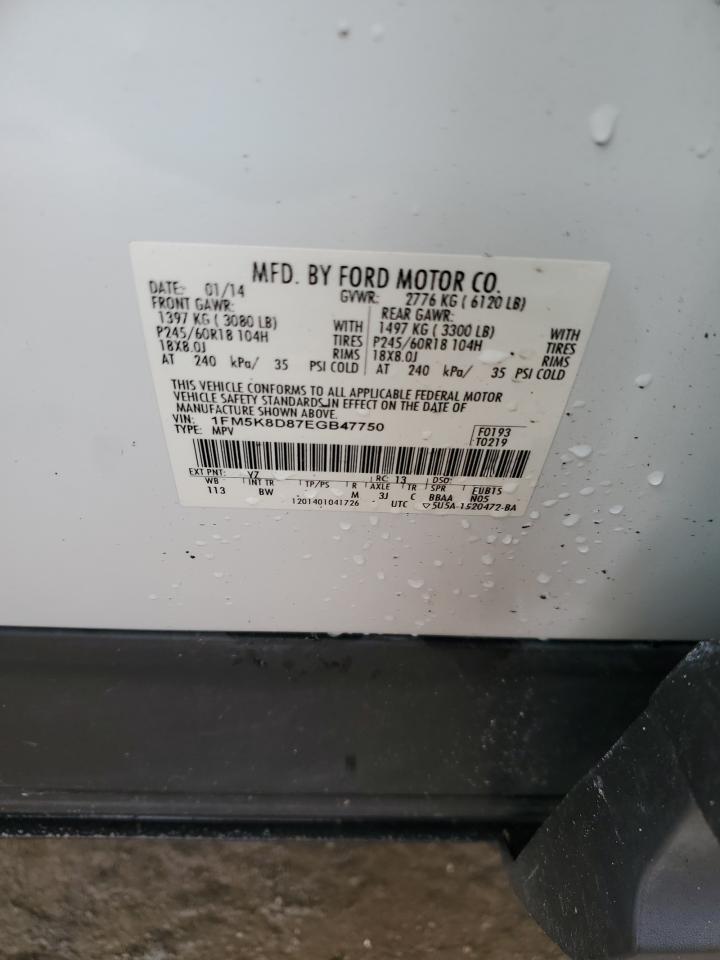 MFD. BY FORD MOTOR CO.
DATE: 01/14 GVWR: 2776 KG ( 6120 LB)
FRONT GAWR: REAR GAWR:
1397 KG ( 3080 LB) WITH 1497 KG ( 3300 LB) WITH
P245/60R18 104H TIRES P245/60R18 104H TIRES
18X8.0J RIMS 18X8.0J RIMS
AT 240 kPa/ 35 PSI COLD AT 240 kPa/ 35 PSI COLD
THIS VEHICLE CONFORMS TO ALL APPLICABLE FEDERAL MOTOR
VEHICLE SAFETY STANDARDS IN EFFECT ON THE DATE OF
MANUFACTURE SHOWN ABOVE.
VIN: 1FM5K8D87EGB47750 F0193
TYPE: MPV T0219
EXT PNT: YZ RC: 13 DSO:
WB INT TR TP/PS R AXLE TR SPR EUB15
113 BW M 3J C BBAA N05
1201401041726 UTC ▽5U5A-1520472-BA